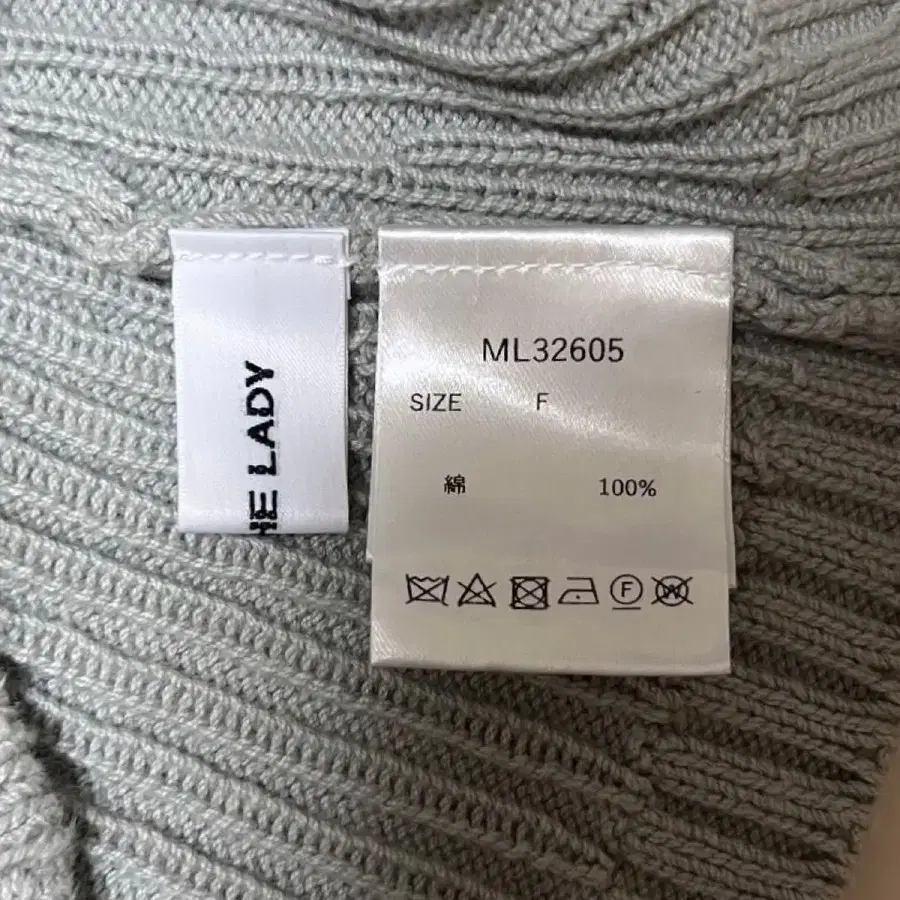 HE LADY
ML32605
SIZE F
綿 100%
F
W